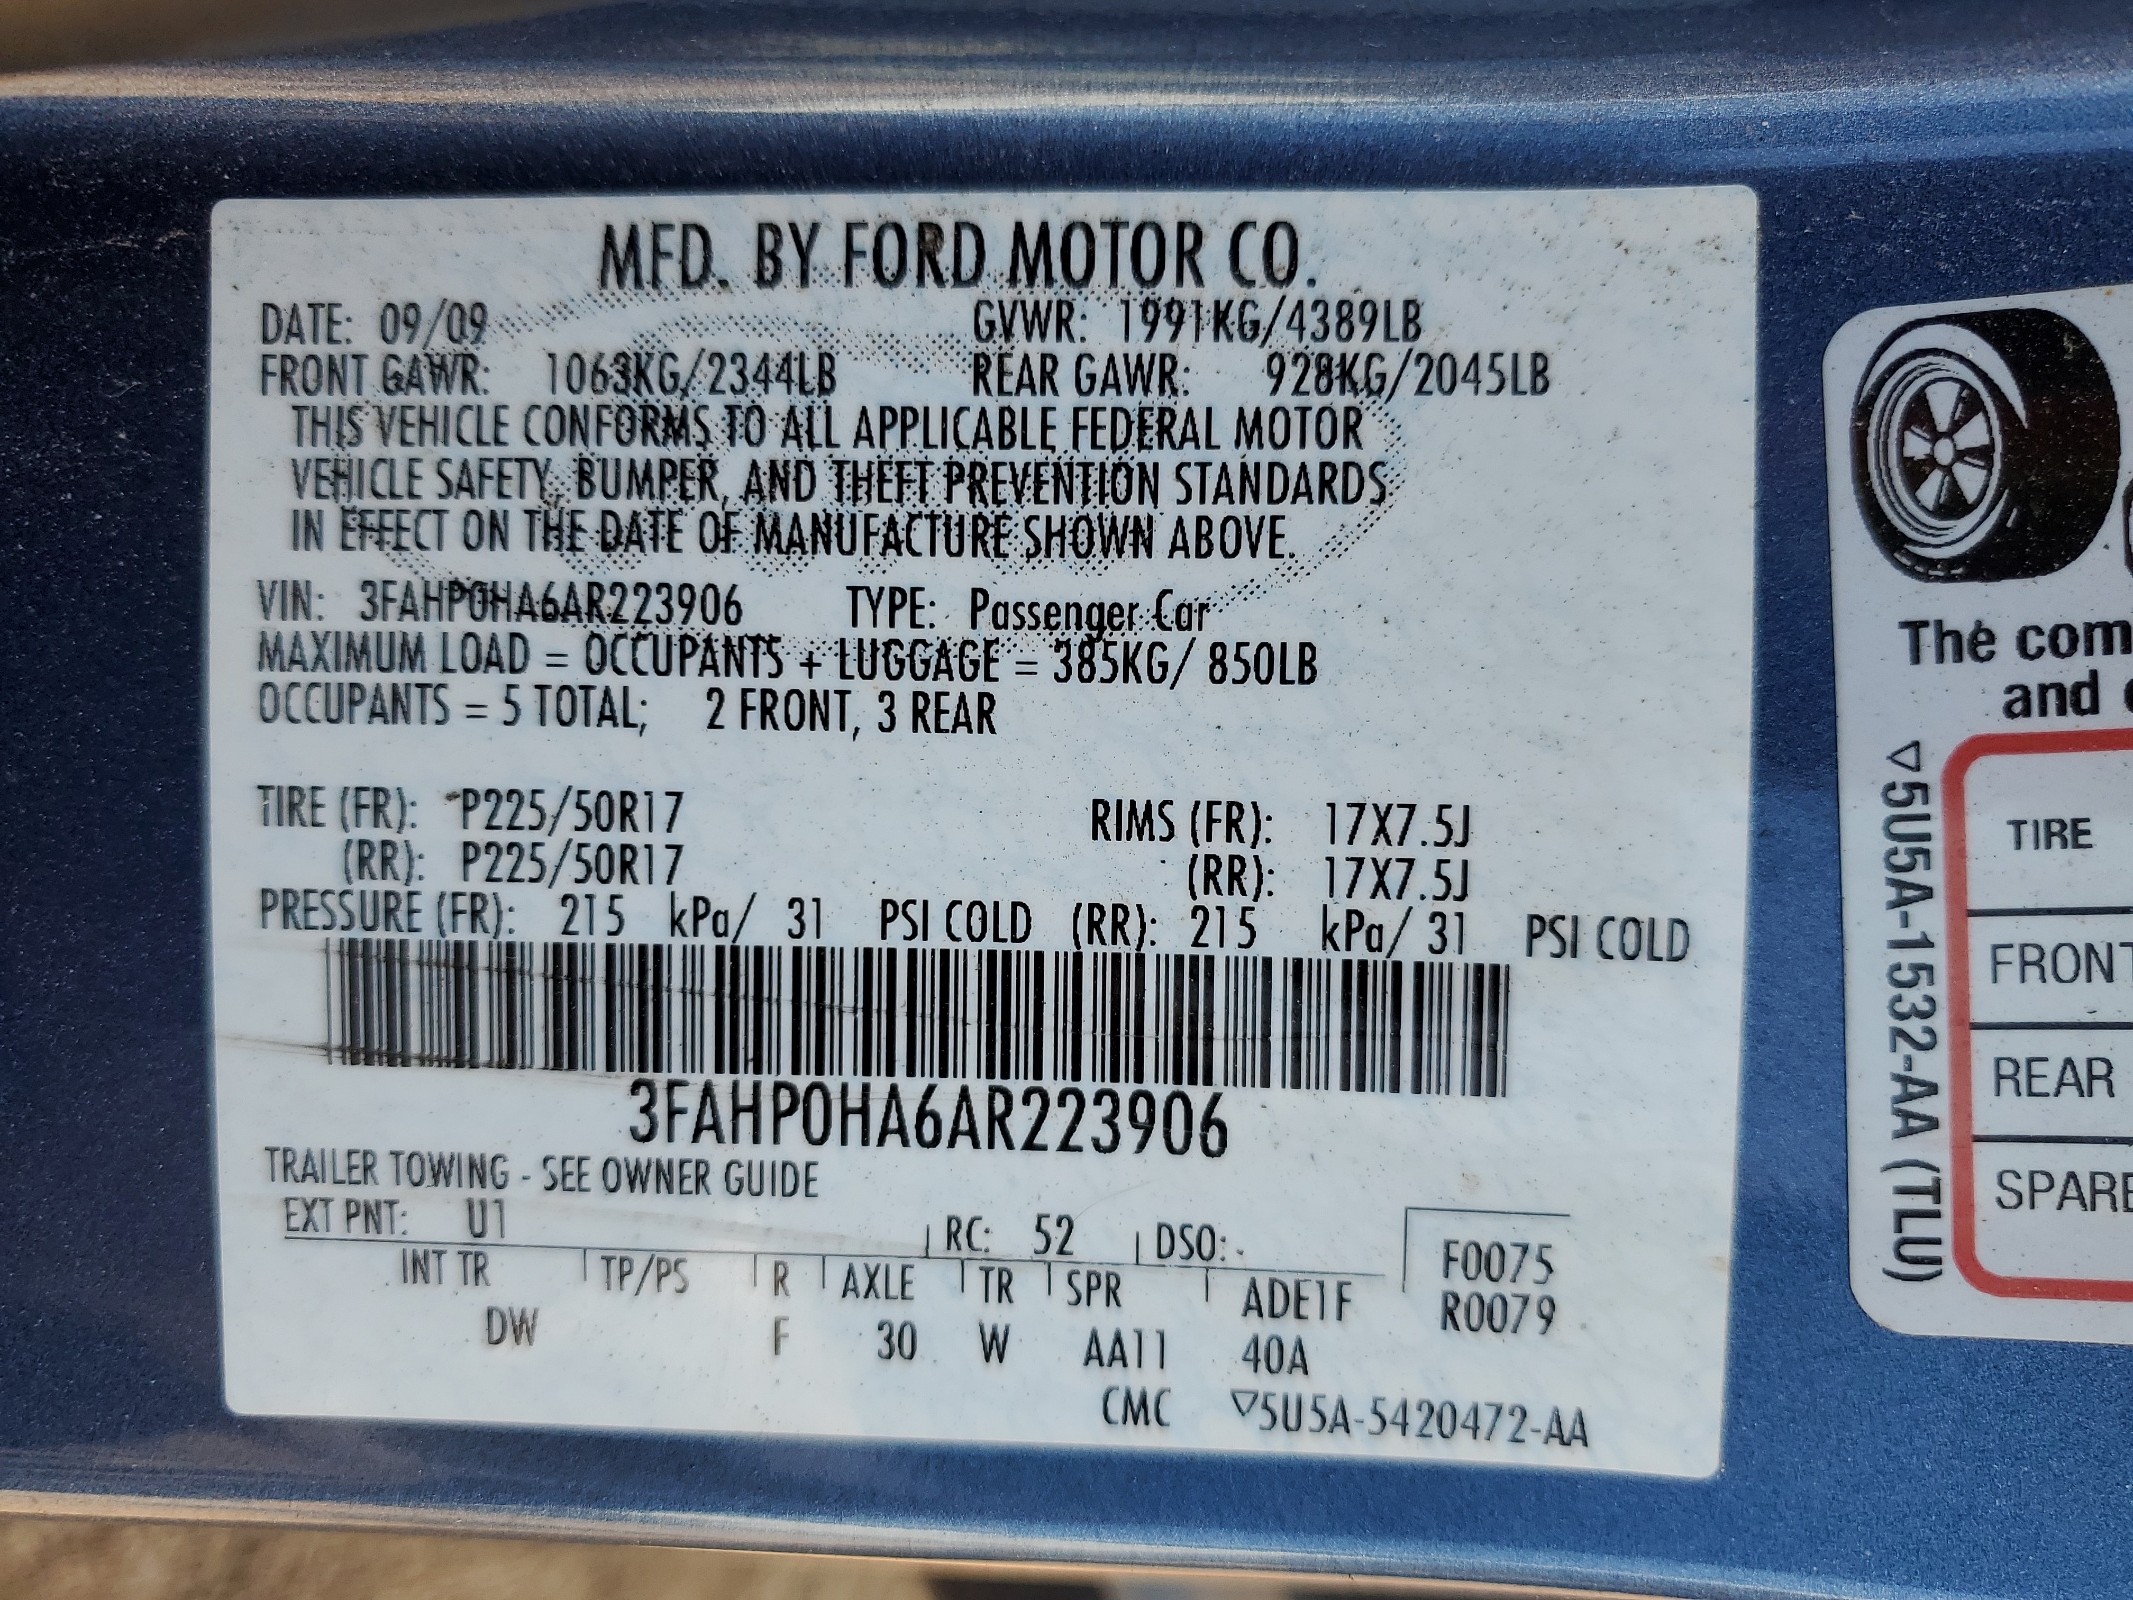 MFD. BY FORD MOTOR CO.
DATE: 09/09 GVWR: 1991KG/4389LB
FRONT GAWR: 1063KG/2344LB REAR GAWR: 928KG/2045LB
THIS VEHICLE CONFORMS TO ALL APPLICABLE FEDERAL MOTOR
VEHICLE SAFETY, BUMPER, AND THEFT PREVENTION STANDARDS
IN EFFECT ON THE DATE OF MANUFACTURE SHOWN ABOVE.
VIN: 3FAHP0HA6AR223906 TYPE: Passenger Car
MAXIMUM LOAD = OCCUPANTS + LUGGAGE = 385KG/ 850LB
OCCUPANTS = 5 TOTAL; 2 FRONT, 3 REAR
TIRE (FR): P225/50R17 RIMS (FR): 17X7.5J
(RR): P225/50R17 (RR): 17X7.5J
PRESSURE (FR): 215 kPa/ 31 PSI COLD (RR): 215 kPa/ 31 PSI COLD
3FAHP0HA6AR223906
TRAILER TOWING - SEE OWNER GUIDE
EXT PNT: U1 RC: 52 DSO:
INT TR TP/PS R AXLE TR SPR ADE1F F0075
DW F 30 W AA11 40A R0079
CMC ▽5U5A-5420472-AA
The com
and
▽5U5A-1532-AA (TLU)
TIRE
FRONT
REAR
SPARE